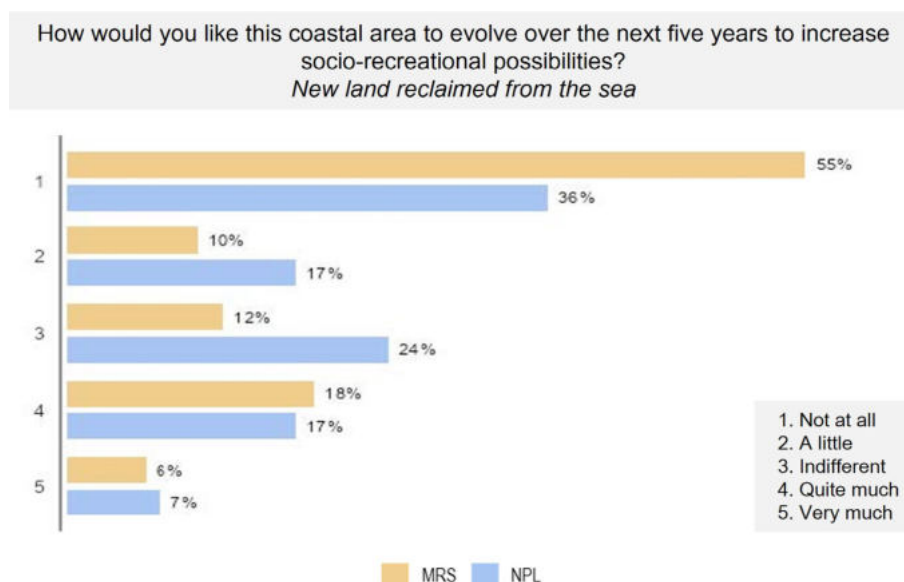 How would you like this coastal area to evolve over the next five years to increase
socio-recreational possibilities?
New land reclaimed from the sea
1
55%
36%
2
10%
17%
3
12%
24%
4
18%
17%
5
6%
7%
1. Not at all
2. A little
3. Indifferent
4. Quite much
5. Very much
MRS NPL